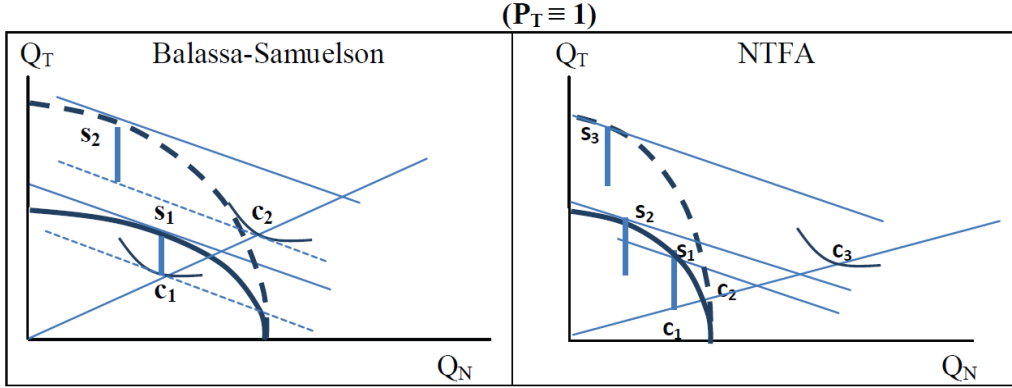 (P_T ≡ 1)
Balassa-Samuelson
Q_T
s_2
s_1
c_2
c_1
Q_N
NTFA
Q_T
s_3
s_2
s_1
c_3
c_2
c_1
Q_N